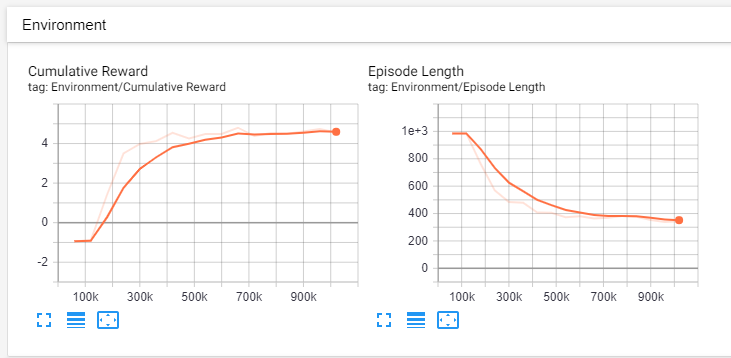 Environment
Cumulative Reward
tag: Environment/Cumulative Reward
4
2
0
-2
100k 300k 500k 700k 900k
Episode Length
tag: Environment/Episode Length
1e+3
800
600
400
200
0
100k 300k 500k 700k 900k